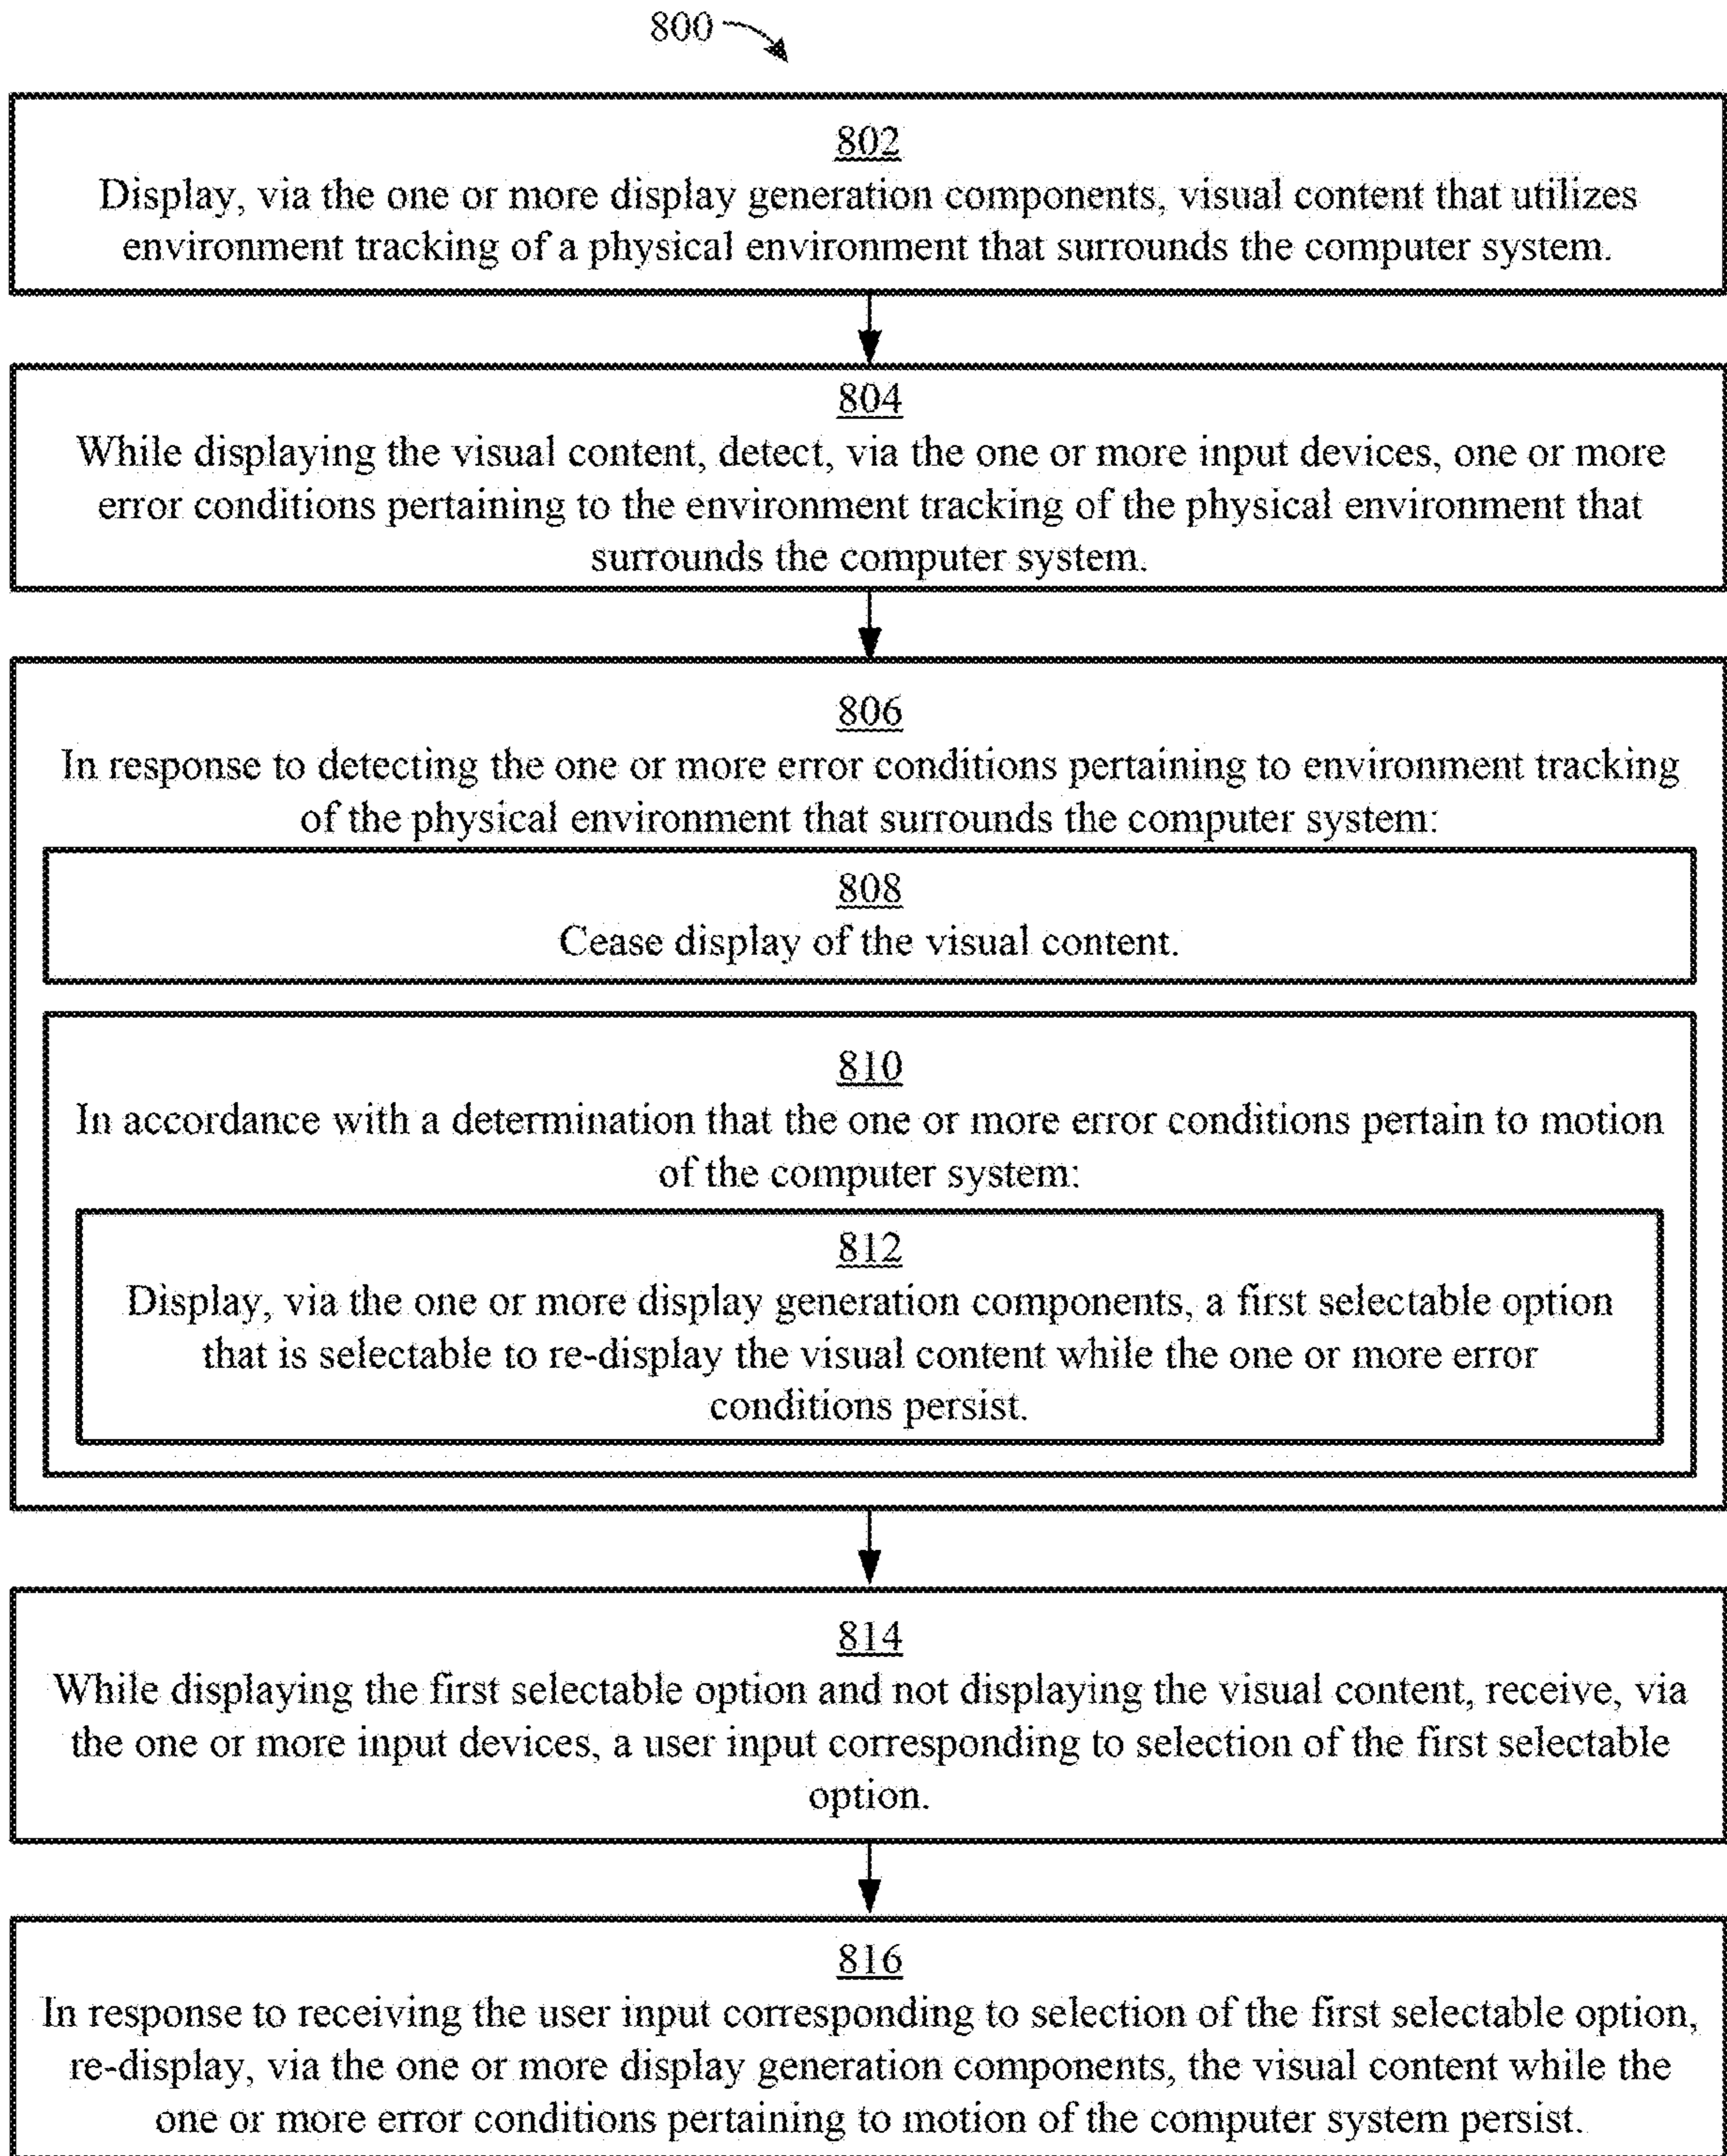 800
802
Display, via the one or more display generation components, visual content that utilizes
environment tracking of a physical environment that surrounds the computer system.
804
While displaying the visual content, detect, via the one or more input devices, one or more
error conditions pertaining to the environment tracking of the physical environment that
surrounds the computer system.
806
In response to detecting the one or more error conditions pertaining to environment tracking
of the physical environment that surrounds the computer system:
808
Cease display of the visual content.
810
In accordance with a determination that the one or more error conditions pertain to motion
of the computer system:
812
Display, via the one or more display generation components, a first selectable option
that is selectable to re-display the visual content while the one or more error
conditions persist.
814
While displaying the first selectable option and not displaying the visual content, receive, via
the one or more input devices, a user input corresponding to selection of the first selectable
option.
816
In response to receiving the user input corresponding to selection of the first selectable option,
re-display, via the one or more display generation components, the visual content while the
one or more error conditions pertaining to motion of the computer system persist.